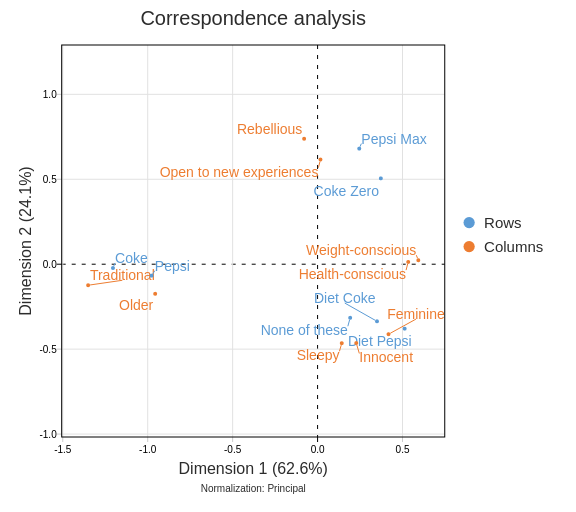 Correspondence analysis
1.0
Rebellious
Pepsi Max
Open to new experiences
0.5
Coke Zero
Rows
Weight-conscious
Columns
Coke
0.0
Pepsi
Traditional
Health-conscious
Older
Diet Coke
Feminine
None of these
Diet Pepsi
-0.5
Sleepy
Innocent
-1.0
-1.5
-1.0
-0.5
0.0
0.5
Dimension 2 (24.1%)
Dimension 1 (62.6%)
Normalization: Principal